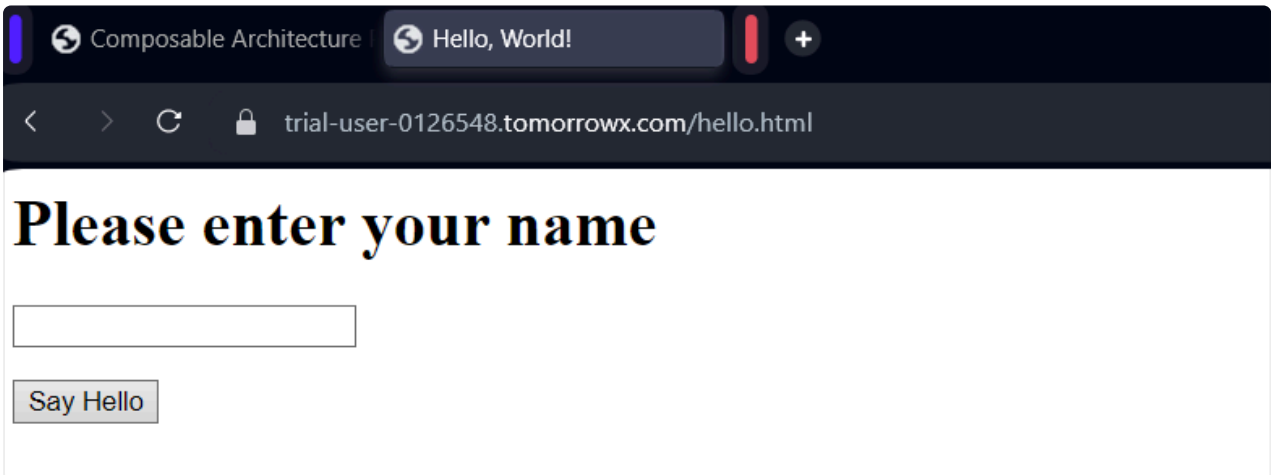 Composable Architecture Hello, World!
trial-user-0126548.tomorrowx.com/hello.html
Please enter your name
Say Hello